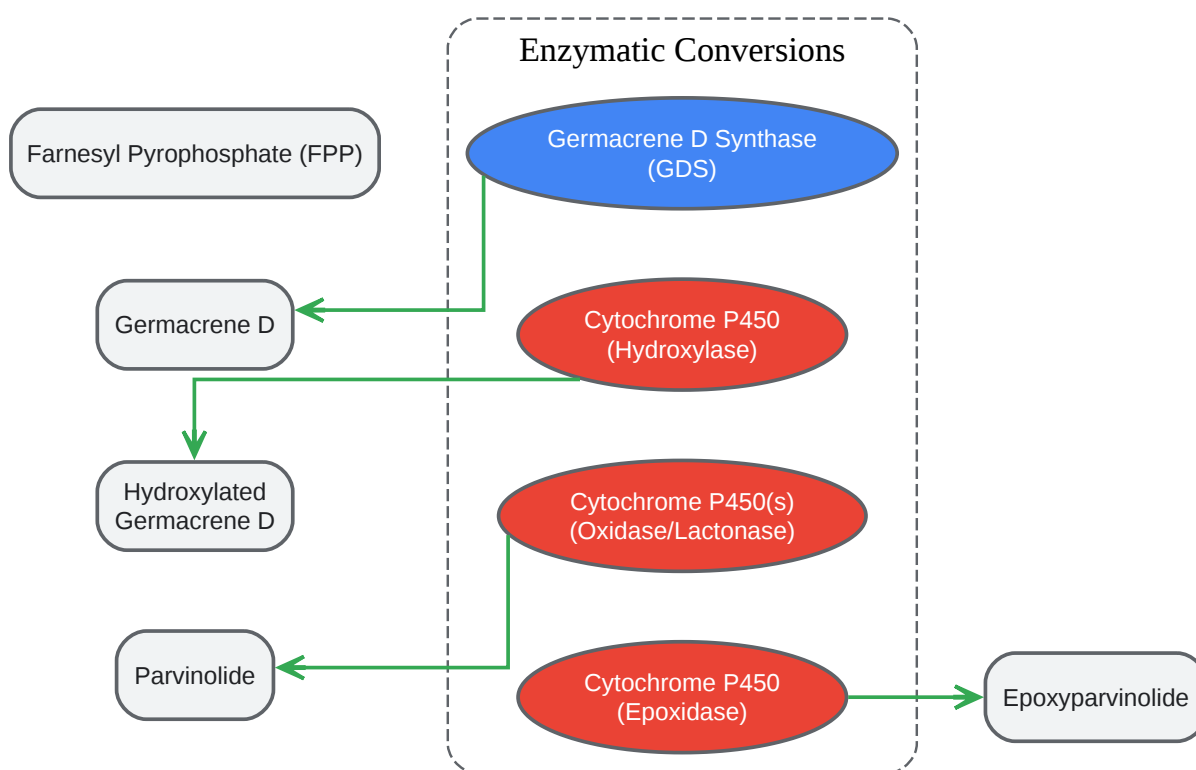 Enzymatic Conversions
Farnesyl Pyrophosphate (FPP)
Germacrene D Synthase
(GDS)
Germacrene D
Cytochrome P450
(Hydroxylase)
Hydroxylated
Germacrene D
Cytochrome P450(s)
(Oxidase/Lactonase)
Parvinolide
Cytochrome P450
(Epoxidase)
Epoxyparvinolide